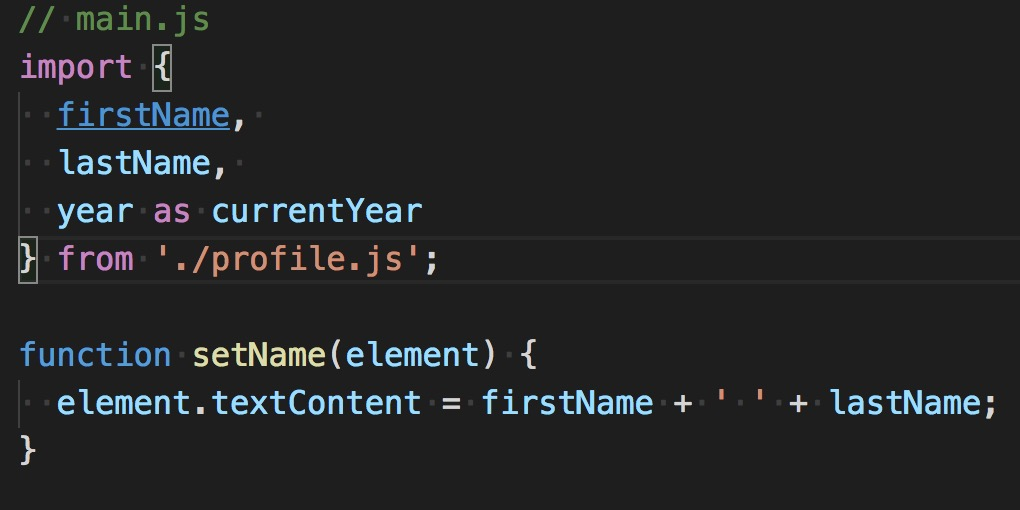 // main.js
import {
  firstName, 
  lastName, 
  year as currentYear
} from './profile.js';

function setName(element) {
  element.textContent = firstName + ' ' + lastName;
}